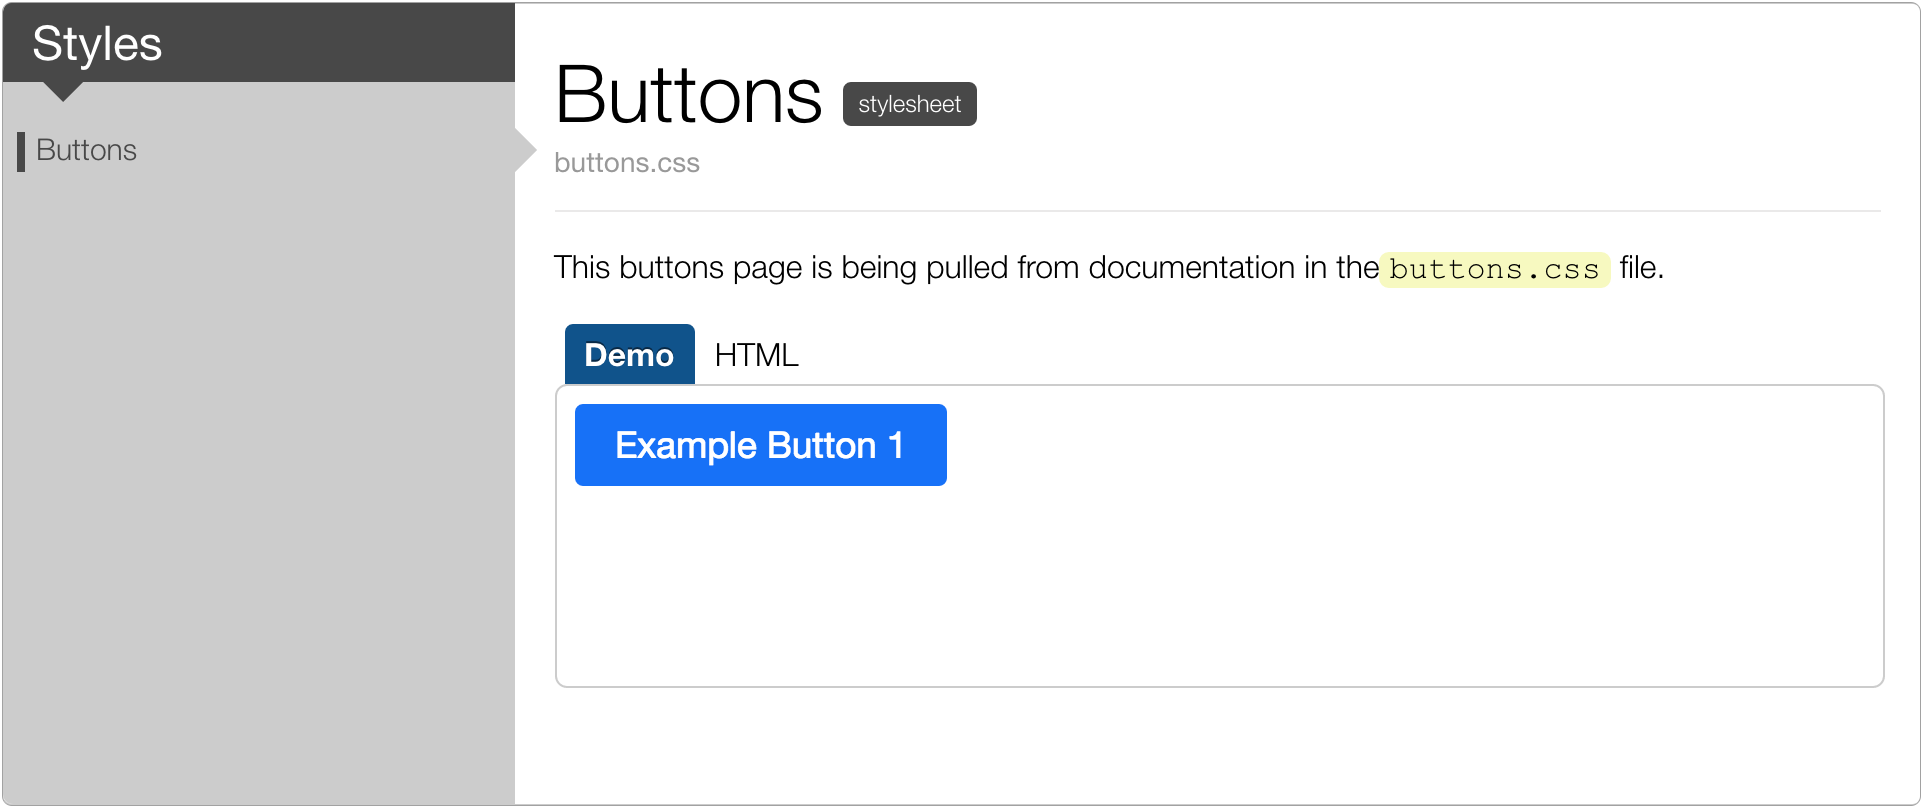 Styles
Buttons
Buttons stylesheet
buttons.css
This buttons page is being pulled from documentation in the buttons.css file.
Demo HTML
Example Button 1